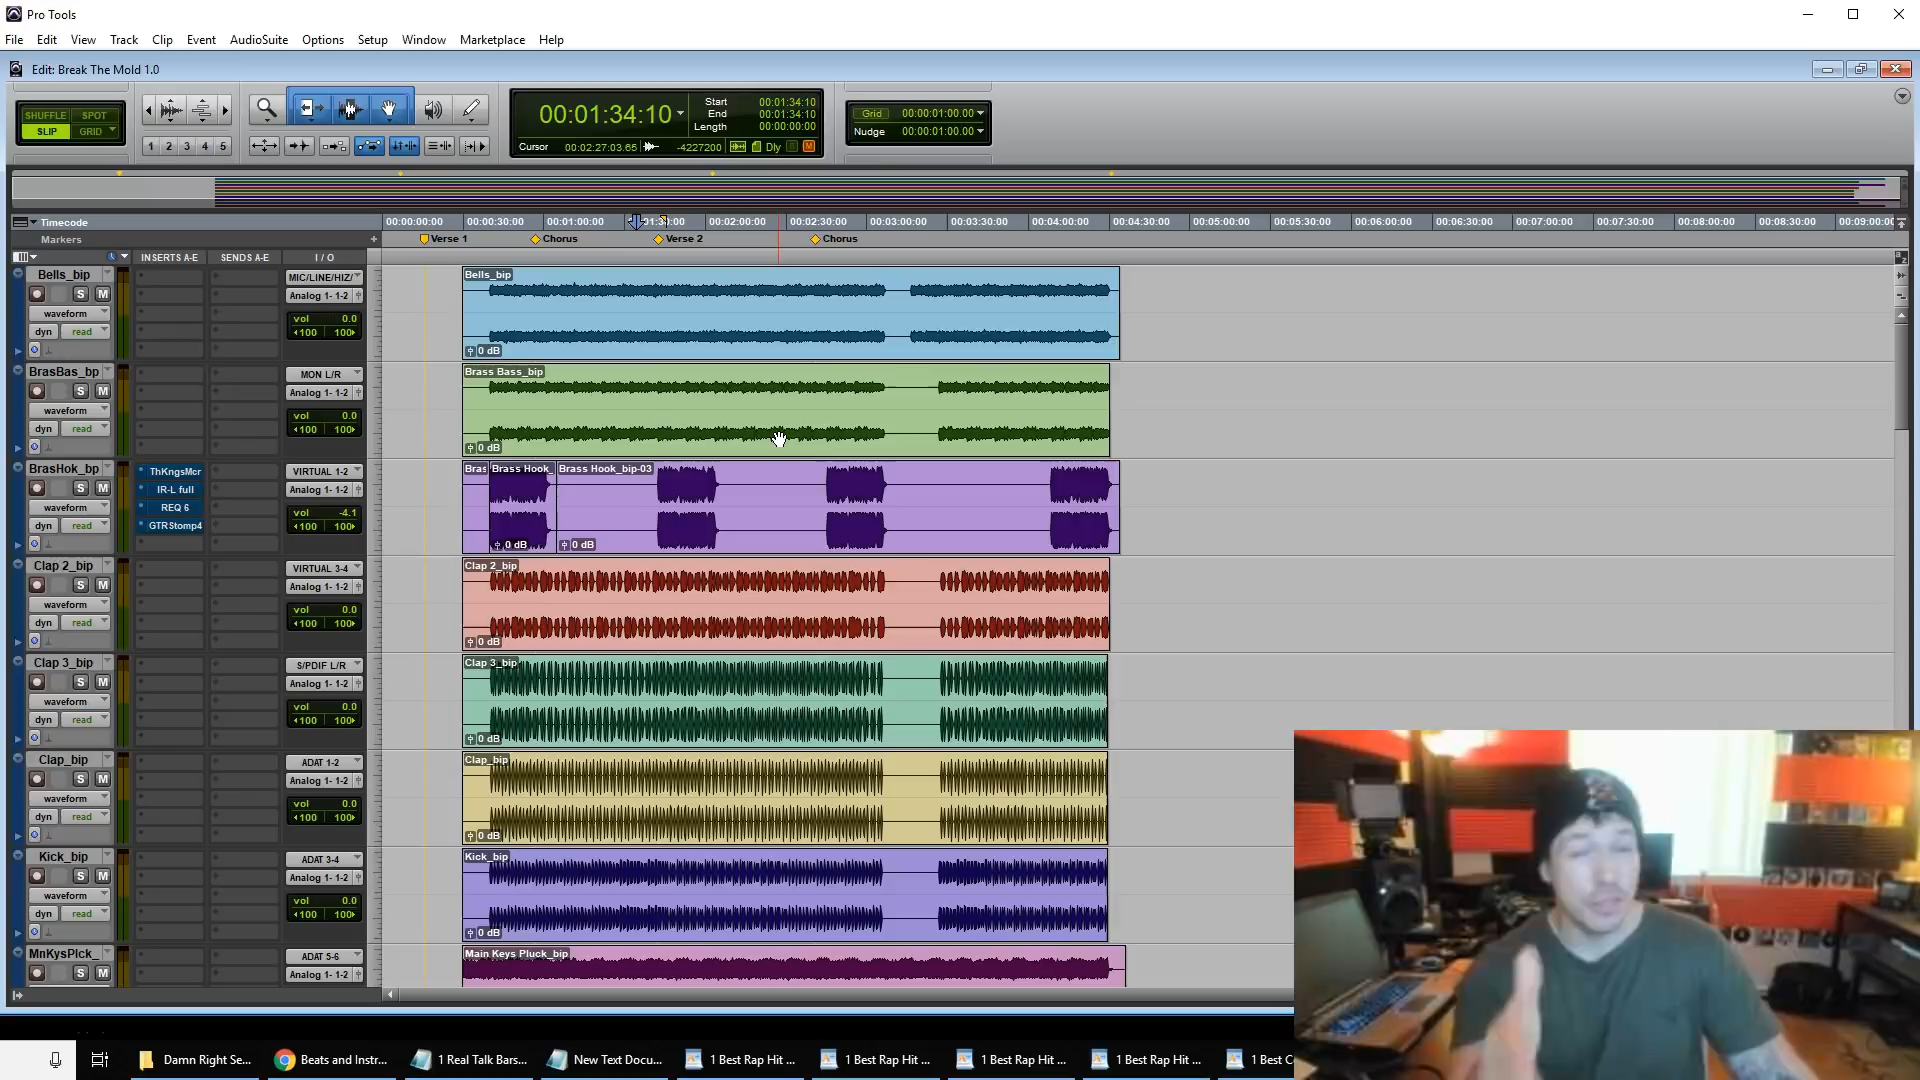 Pro Tools
File Edit View Track Clip Event AudioSuite Options Setup Window Marketplace Help
Edit: Break The Mold 1.0
SHUFFLE SPOT
SLIP GRID
1 2 3 4 5
00:01:34:10
Start 00:01:34:10
End 00:01:34:10
Length 00:00:00:00
Cursor 00:02:27:03.65 -4227200 Dly
Grid 00:00:01:00.00
Nudge 00:00:01:00.00
Timecode 00:00:00:00 00:00:30:00 00:01:00:00 00:02:00:00 00:02:30:00 00:03:00:00 00:03:30:00 00:04:00:00 00:04:30:00 00:05:00:00 00:05:30:00 00:06:00:00 00:06:30:00 00:07:00:00 00:07:30:00 00:08:00:00 00:08:30:00 00:09:00:00
Markers Verse 1 Chorus Verse 2 Chorus
INSERTS A-E SENDS A-E I / O
Bells_bip MIC/LINE/HIZ/ Bells_bip
S M Analog 1- 1-2
waveform vol 0.0
dyn read 100 100
0 dB
BrasBas_bp MON L/R Brass Bass_bip
S M Analog 1- 1-2
waveform vol 0.0
dyn read 100 100
0 dB
BrasHok_bp ThKngsMcr VIRTUAL 1-2 Bras Brass Hook_ Brass Hook_bip-03
S M IR-L full Analog 1- 1-2
waveform REQ 6 vol -4.1
dyn read GTRStomp4 100 100
0 dB 0 dB
Clap 2_bip VIRTUAL 3-4 Clap 2_bip
S M Analog 1- 1-2
waveform vol 0.0
dyn read 100 100
0 dB
Clap 3_bip S/PDIF L/R Clap 3_bip
S M Analog 1- 1-2
waveform vol 0.0
dyn read 100 100
0 dB
Clap_bip ADAT 1-2 Clap_bip
S M Analog 1- 1-2
waveform vol 0.0
dyn read 100 100
0 dB
Kick_bip ADAT 3-4 Kick_bip
S M Analog 1- 1-2
waveform vol 0.0
dyn read 100 100
0 dB
MnKysPlck_ ADAT 5-6 Main Keys Pluck_bip
S M Analog 1- 1-2
Damn Right Se... Beats and Instr... 1 Real Talk Bars... New Text Docu... 1 Best Rap Hit ... 1 Best Rap Hit ... 1 Best Rap Hit ... 1 Best Rap Hit ... 1 Best